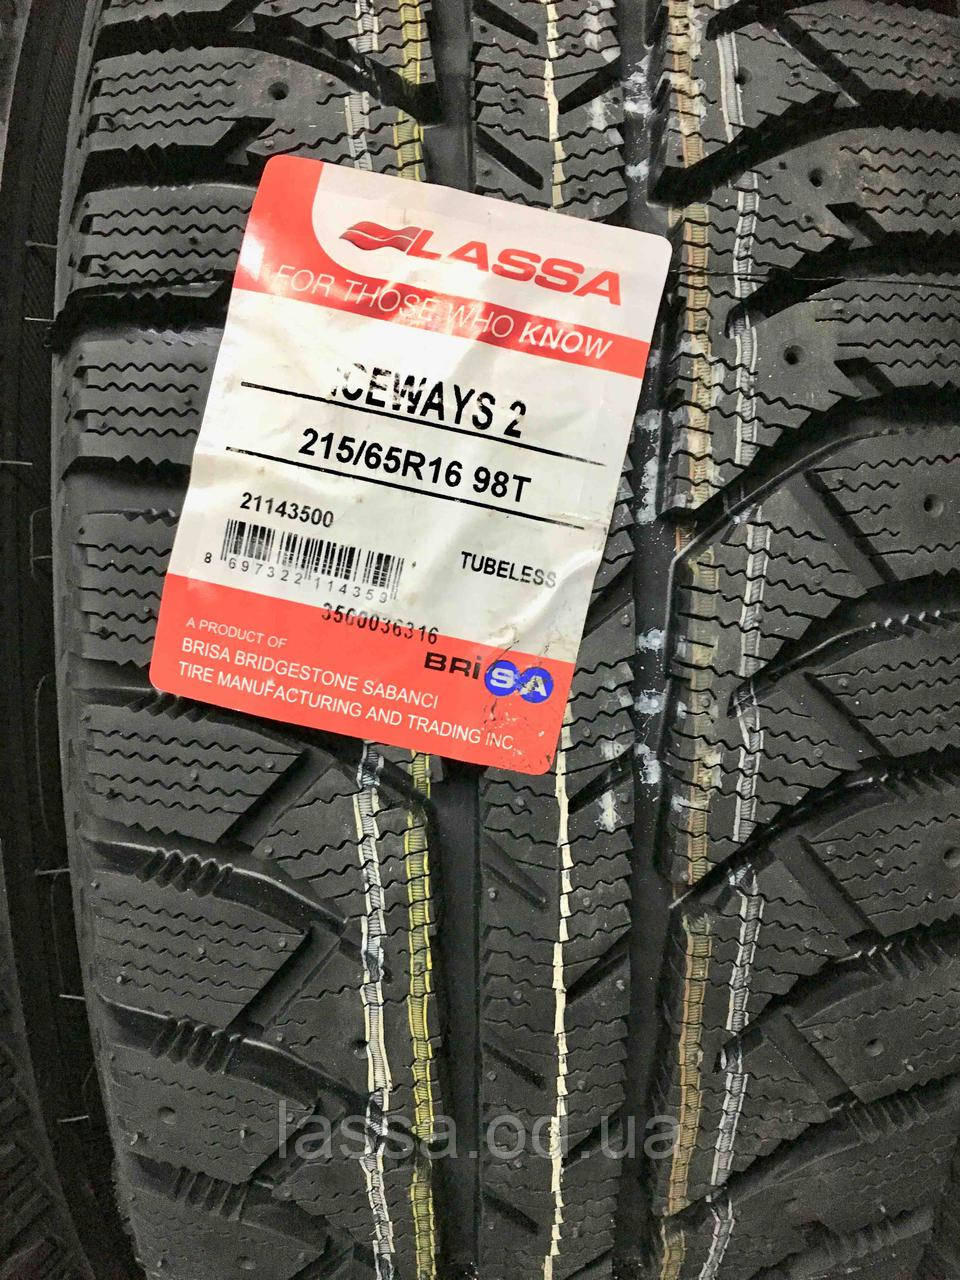 LASSA
FOR THOSE WHO KNOW
ICEWAYS 2
215/65R16 98T
21143500
TUBELESS
8 697322 114359
3560036316
BRiSA
A PRODUCT OF
BRISA BRIDGESTONE SABANCI
TIRE MANUFACTURING AND TRADING INC.
lassa.od.ua